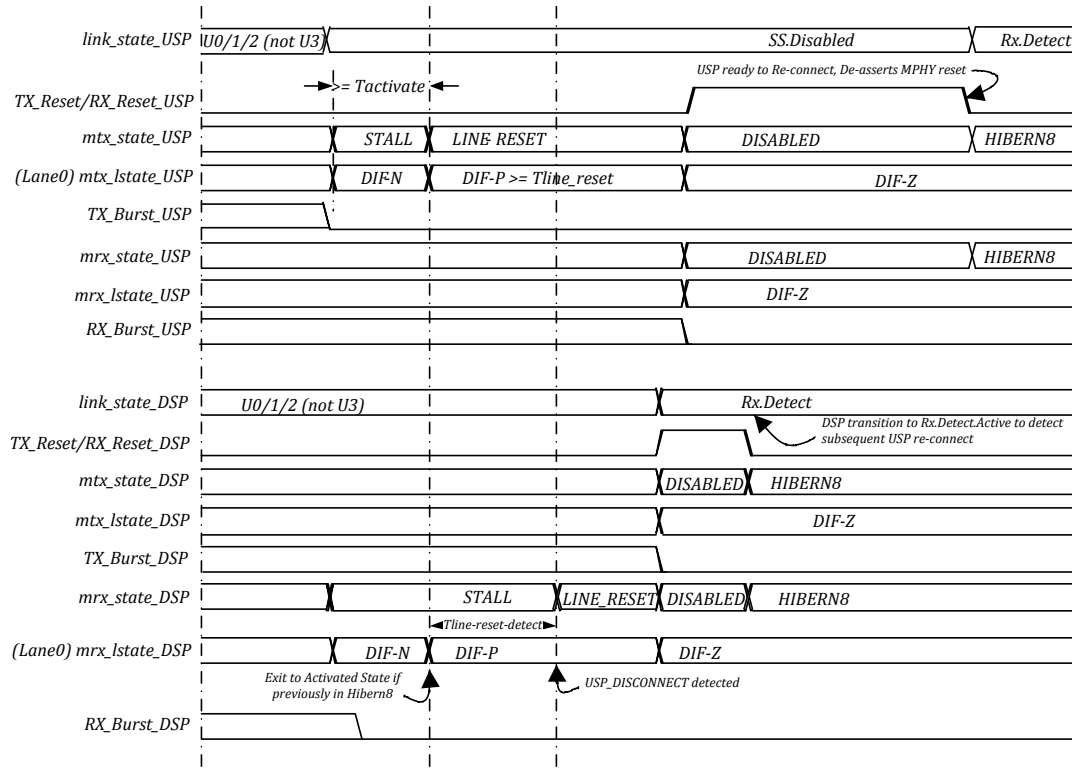 link_state_USP U0/1/2 (not U3) SS.Disabled Rx.Detect
USP ready to Re-connect, De-asserts MPHY reset
>= Tactivate
TX_Reset/RX_Reset_USP
mtx_state_USP STALL LINE- RESET DISABLED HIBERN8
(Lane0) mtx_lstate_USP DIF-N DIF-P >= Tline_reset DIF-Z
TX_Burst_USP
mrx_state_USP DISABLED HIBERN8
mrx_lstate_USP DIF-Z
RX_Burst_USP
link_state_DSP U0/1/2 (not U3) Rx.Detect
DSP transition to Rx.Detect.Active to detect
subsequent USP re-connect
TX_Reset/RX_Reset_DSP
mtx_state_DSP DISABLED HIBERN8
mtx_lstate_DSP DIF-Z
TX_Burst_DSP
mrx_state_DSP STALL LINE_RESET DISABLED HIBERN8
Tline-reset-detect
(Lane0) mrx_lstate_DSP DIF-N DIF-P DIF-Z
Exit to Activated State if
previously in Hibern8
USP_DISCONNECT detected
RX_Burst_DSP